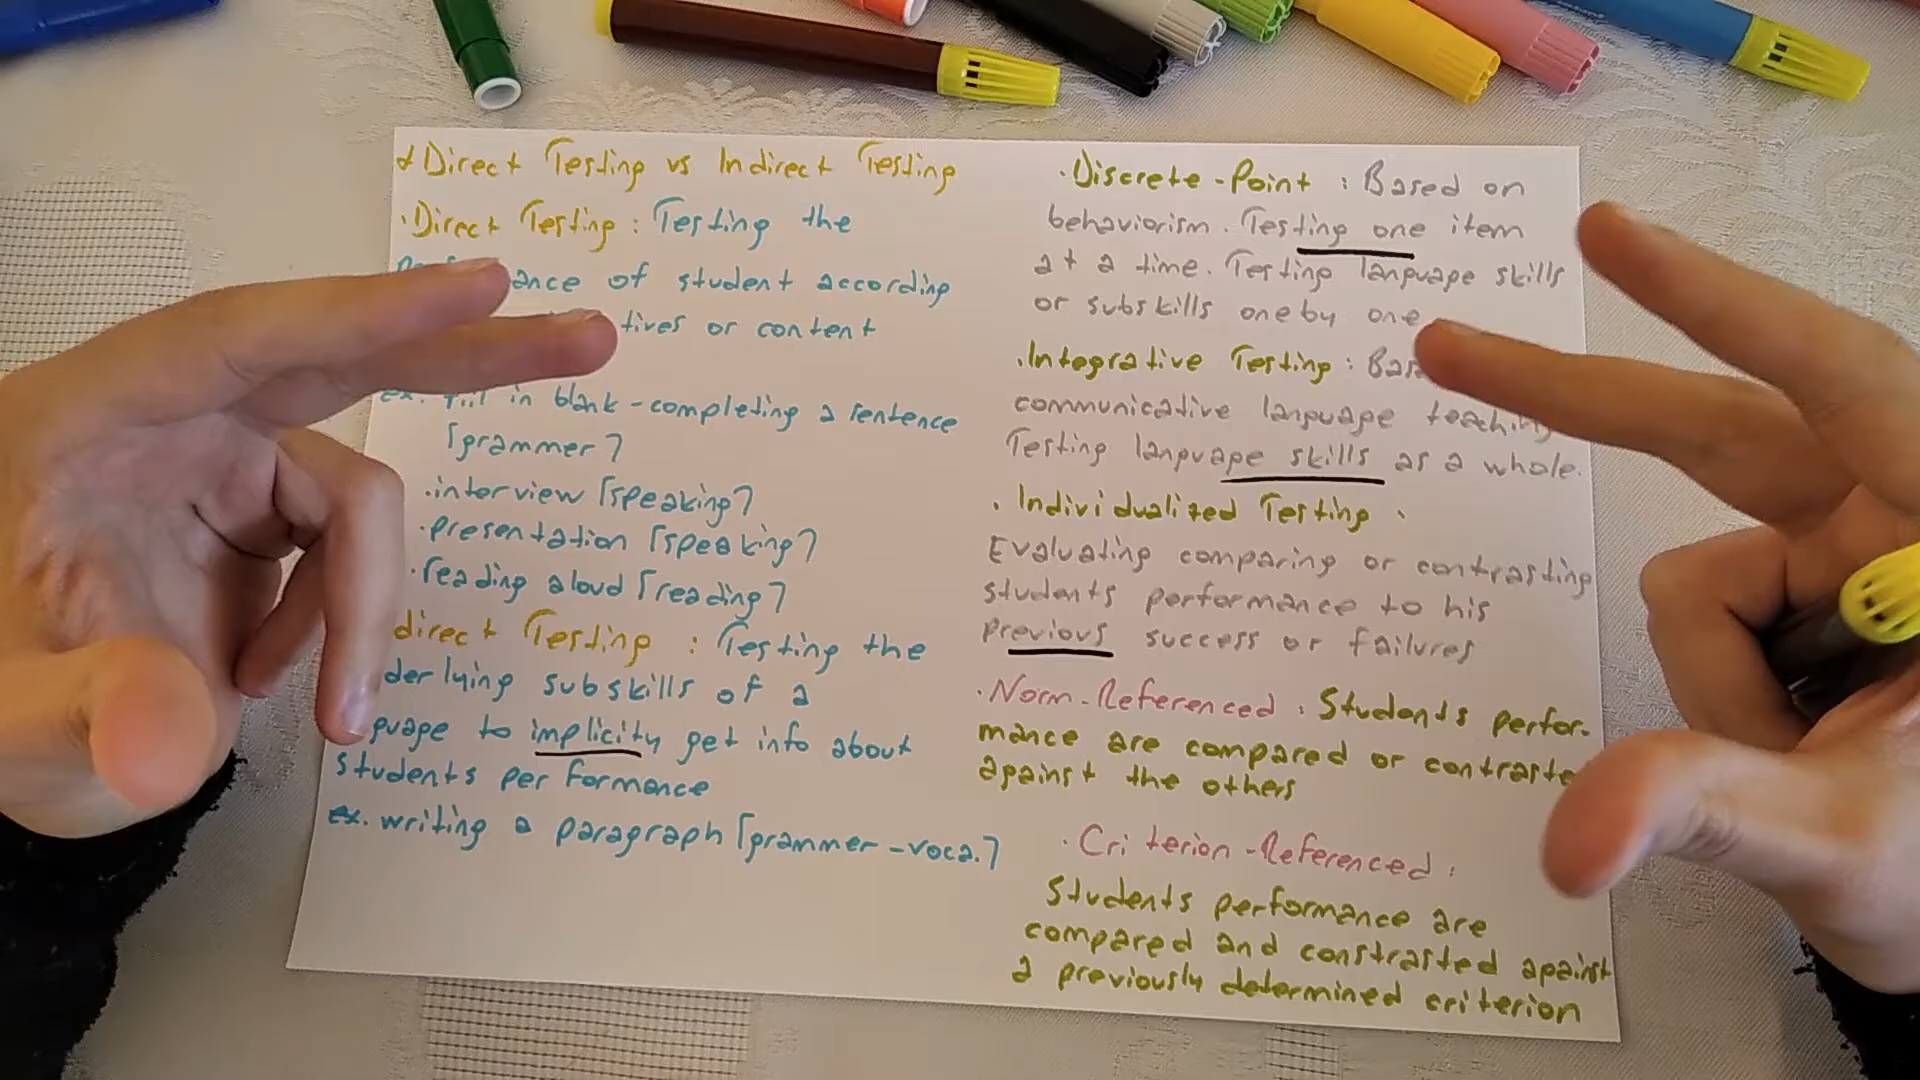 Direct Testing vs Indirect Testing
·Direct Testing : Testing the
of student according
or content
ex. fill in blank-completing a sentence
[grammer]
·interview [speaking]
·presentation [speaking]
·reading aloud [reading]
direct Testing : Testing the
derlying subskills of a
guage to implicity get info about
students performance
ex. writing a paragraph [grammer-voca.]
·Discrete-Point : Based on
behaviorism. Testing one item
at a time. Testing language skills
or subskills one by one
·Integrative Testing :
communicative language teaching
Testing language skills as a whole.
· Individualized Testing ·
Evaluating comparing or contrasting
students performance to his
previous success or failures
·Norm-Referenced : Students perfor-
mance are compared or contraste
against the others
·Criterion-Referenced :
Students performance are
compared and constrasted against
a previously determined criterion